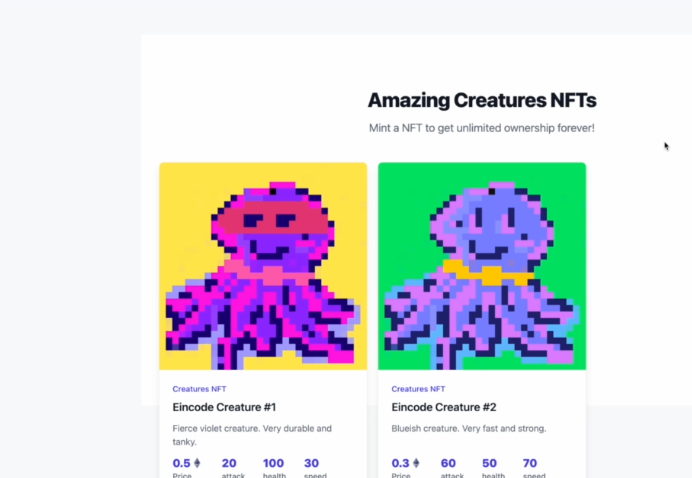 Amazing Creatures NFTs
Mint a NFT to get unlimited ownership forever!
Creatures NFT
Eincode Creature #1
Fierce violet creature. Very durable and
tanky.
0.5 20 100 30
Price attack health speed
Creatures NFT
Eincode Creature #2
Blueish creature. Very fast and strong.
0.3 60 50 70
Price attack health speed